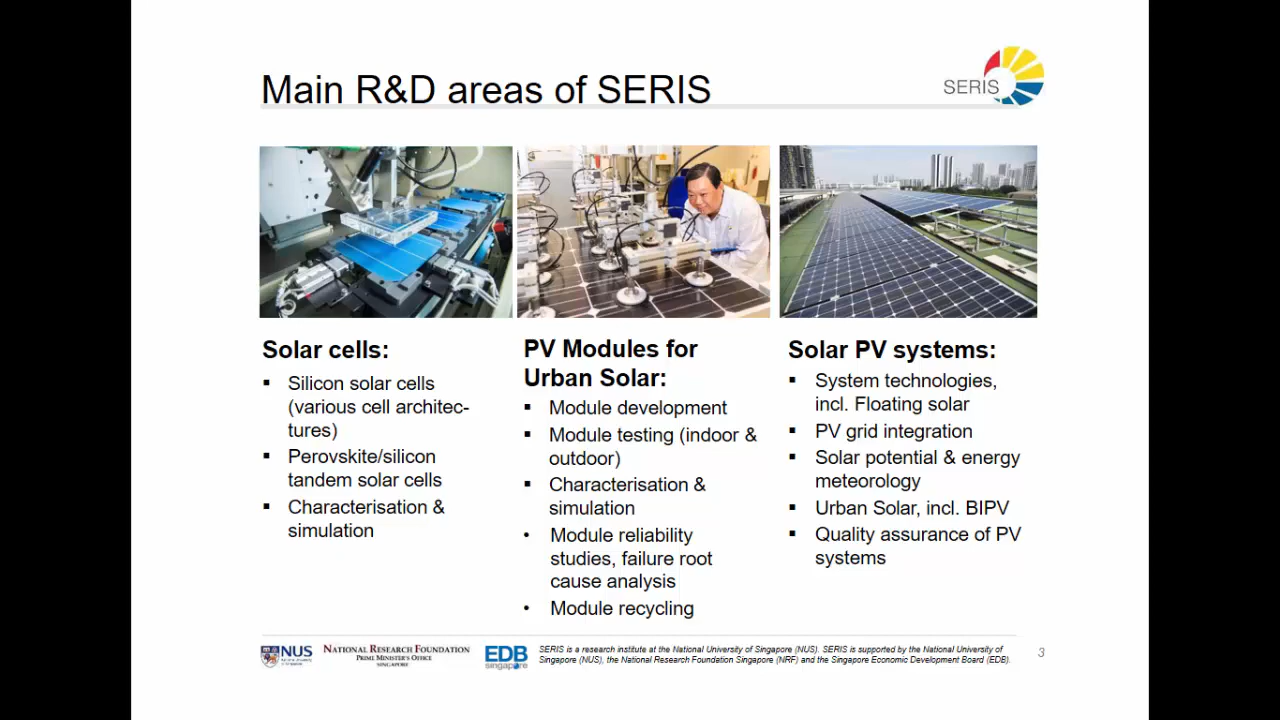 Main R&D areas of SERIS
SERIS
Solar cells:
▪ Silicon solar cells
(various cell architec-
tures)
▪ Perovskite/silicon
tandem solar cells
▪ Characterisation &
simulation
PV Modules for
Urban Solar:
▪ Module development
▪ Module testing (indoor &
outdoor)
▪ Characterisation &
simulation
• Module reliability
studies, failure root
cause analysis
• Module recycling
Solar PV systems:
▪ System technologies,
incl. Floating solar
▪ PV grid integration
▪ Solar potential & energy
meteorology
▪ Urban Solar, incl. BIPV
▪ Quality assurance of PV
systems
NUS
NATIONAL RESEARCH FOUNDATION
PRIME MINISTER'S OFFICE
SINGAPORE
EDB
singapore
SERIS is a research institute at the National University of Singapore (NUS). SERIS is supported by the National University of
Singapore (NUS), the National Research Foundation Singapore (NRF) and the Singapore Economic Development Board (EDB).
3